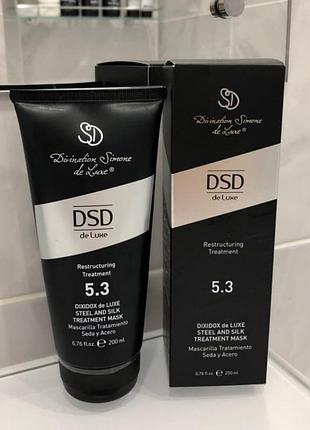 SD
Divination Simone
de Luxe®
DSD
de Luxe
Restructuring
Treatment
5.3
DIXIDOX de LUXE
STEEL AND SILK
TREATMENT MASK
Mascarilla Tratamiento
Seda y Acero
6,76 fl.oz. ℮ 200 ml
SD
Divination Simone
de Luxe®
DSD
de Luxe
Restructuring
Treatment
5.3
DIXIDOX de LUXE
STEEL AND SILK
TREATMENT MASK
Mascarilla Tratamiento
Seda y Acero
6,76 fl.oz. ℮ 200 ml